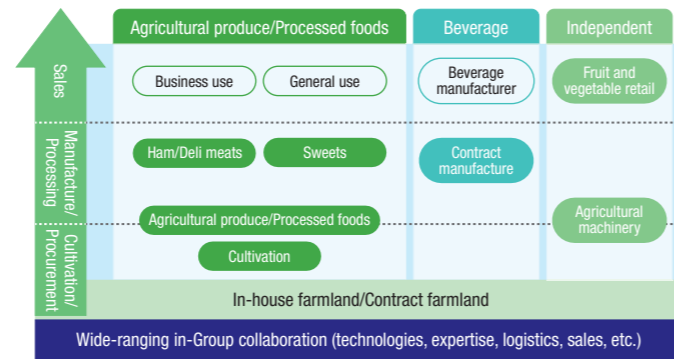 Agricultural produce/Processed foods
Beverage
Independent
Sales
Business use
General use
Beverage
manufacturer
Fruit and
vegetable retail
Manufacture/
Processing
Ham/Deli meats
Sweets
Contract
manufacture
Agricultural produce/Processed foods
Agricultural
machinery
Cultivation/
Procurement
Cultivation
In-house farmland/Contract farmland
Wide-ranging in-Group collaboration (technologies, expertise, logistics, sales, etc.)